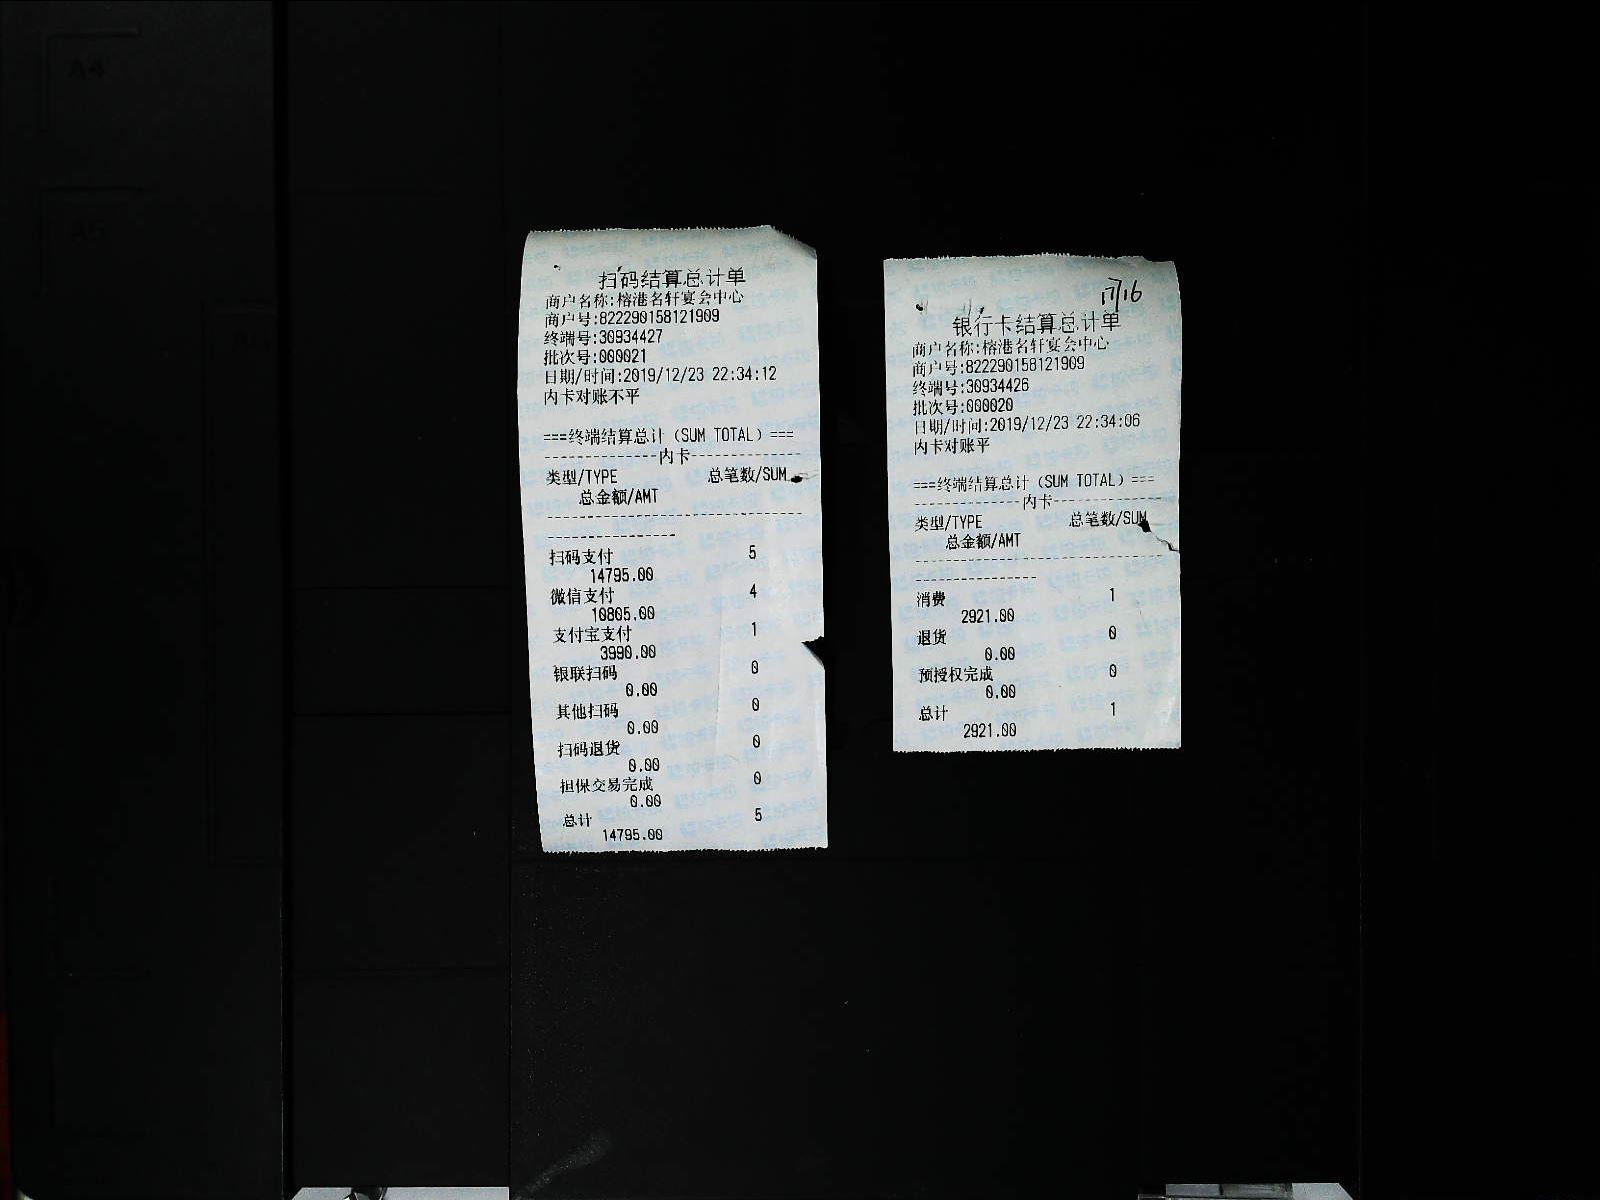 扫码结算总计单
商户名称:榕港名轩宴会中心
商户号:822290158121909
终端号:30934427
批次号:000021
日期/时间:2019/12/23 22:34:12
内卡对账不平
===终端结算总计（SUM TOTAL）===
--------------内卡--------------
类型/TYPE 总笔数/SUM
总金额/AMT
扫码支付 5
14795.00
微信支付 4
10805.00
支付宝支付 1
3990.00
银联扫码 0
0.00
其他扫码 0
0.00
扫码退货 0
0.00
担保交易完成 0
0.00
总计 5
14795.00
17/16
银行卡结算总计单
商户名称:榕港名轩宴会中心
商户号:822290158121909
终端号:30934426
批次号:000020
日期/时间:2019/12/23 22:34:06
内卡对账平
===终端结算总计（SUM TOTAL）===
--------------内卡--------------
类型/TYPE 总笔数/SUM
总金额/AMT
消费 1
2921.00
退货 0
0.00
预授权完成 0
0.00
总计 1
2921.00
A4
A5